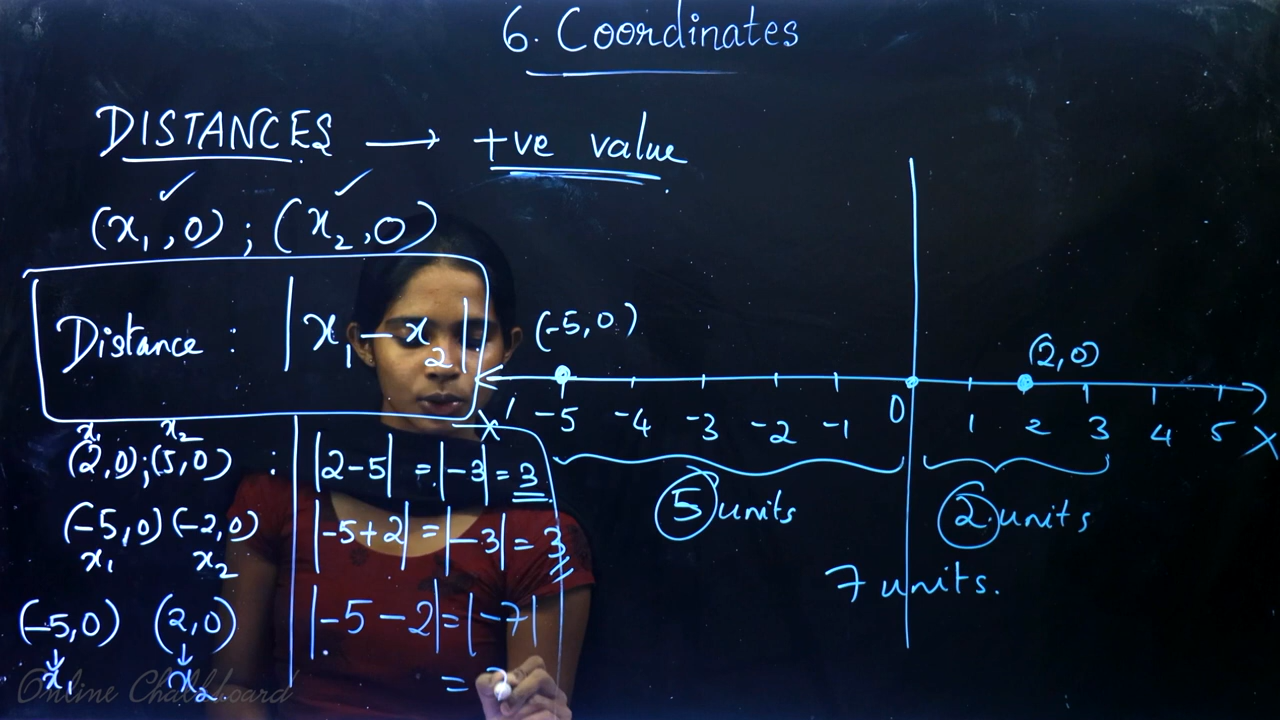 6. Coordinates
DISTANCES → +ve value
(x₁,0) ; (x₂,0)
Distance : |x₁ - x₂|
(-5,0)
(2,0)
X' -5 -4 -3 -2 -1 0 1 2 3 4 5 X
5 units
2 units
7 units.
x₁ x₂
(2,0);(5,0) : |2-5| = |-3| = 3
(-5,0) (-2,0) |-5+2| = |-3| = 3
x₁ x₂
(-5,0) (2,0) |-5-2| = |-7|
↓ ↓
x₁ x₂ =
Online Chalkboard